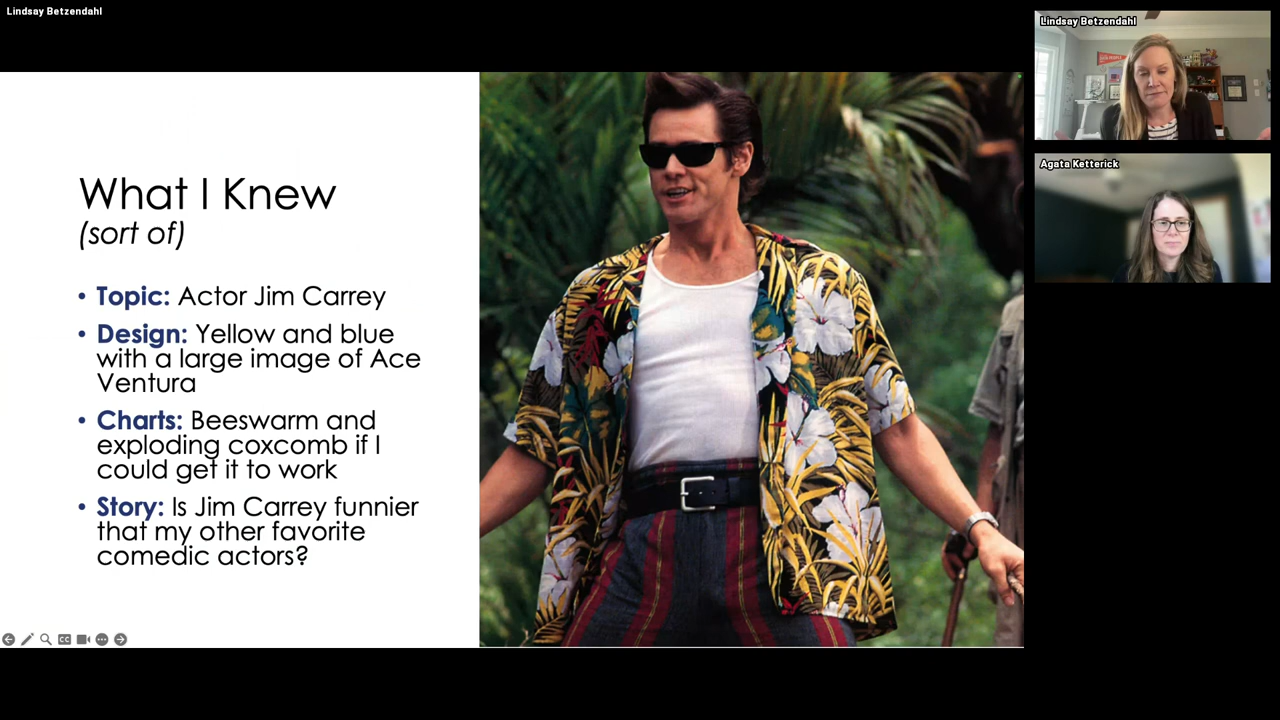 Lindsay Betzendahl
Lindsay Betzendahl
Agata Ketterick
What I Knew
(sort of)
• Topic: Actor Jim Carrey
• Design: Yellow and blue
with a large image of Ace
Ventura
• Charts: Beeswarm and
exploding coxcomb if I
could get it to work
• Story: Is Jim Carrey funnier
that my other favorite
comedic actors?
CC